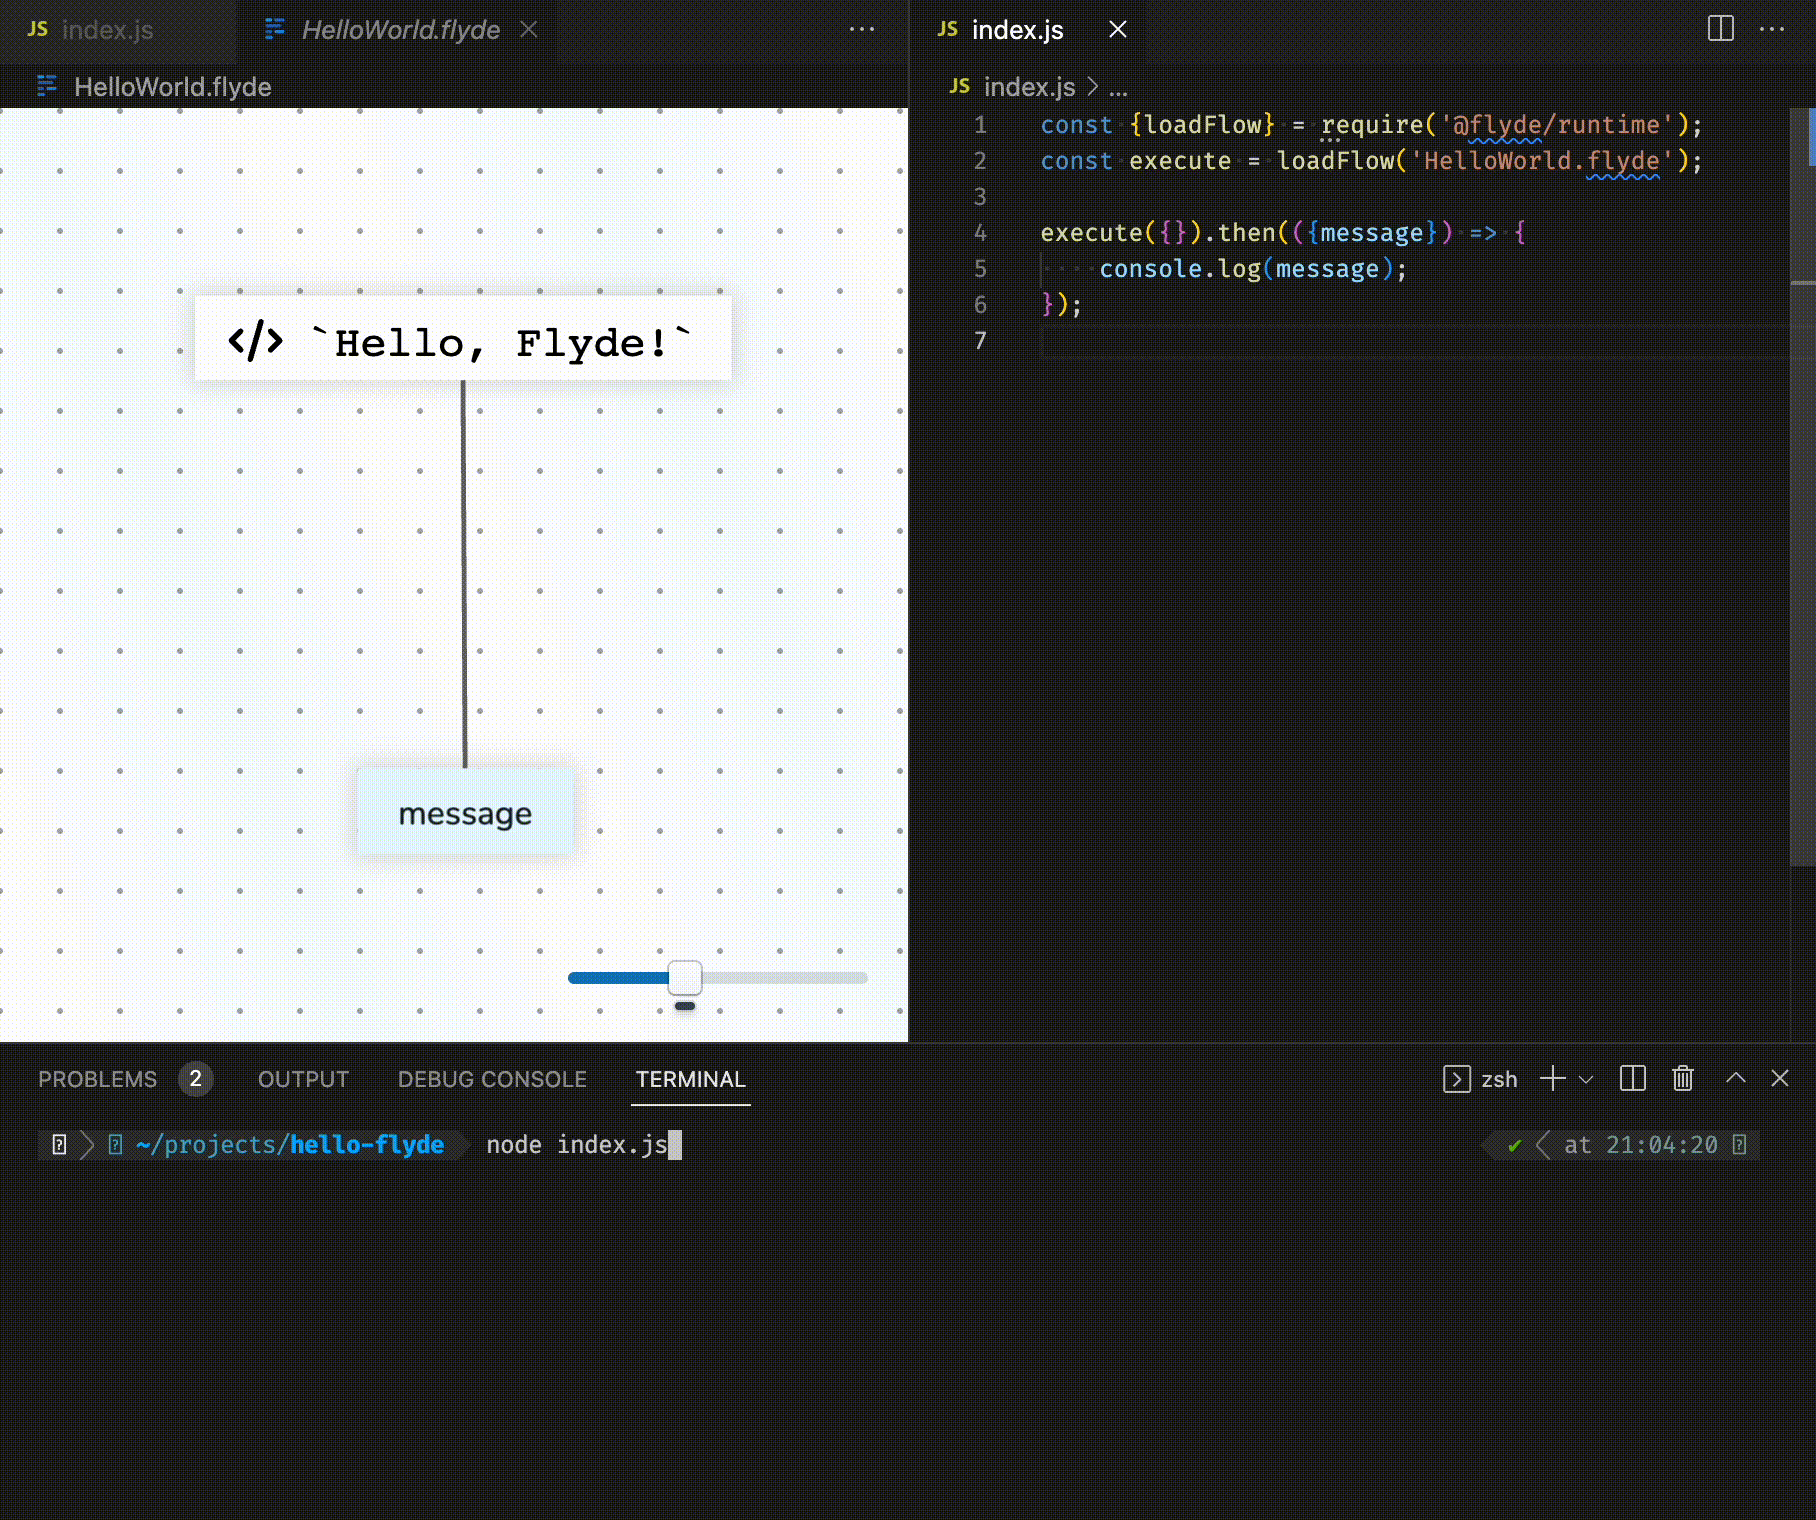 JS index.js HelloWorld.flyde
HelloWorld.flyde
</> `Hello, Flyde!`
message
JS index.js
JS index.js > ...
1 const {loadFlow} = require('@flyde/runtime');
2 const execute = loadFlow('HelloWorld.flyde');
3
4 execute({}).then(({message}) => {
5 console.log(message);
6 });
7
PROBLEMS 2 OUTPUT DEBUG CONSOLE TERMINAL zsh
~/projects/hello-flyde node index.js ✔ at 21:04:20